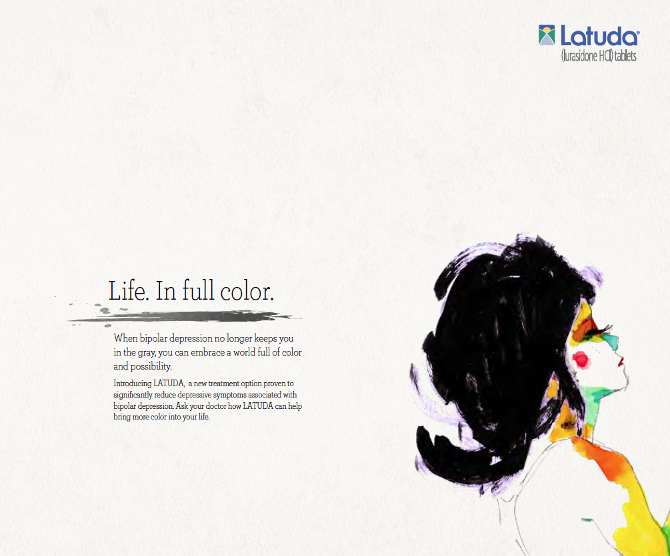 Latuda®
(lurasidone HCl) tablets
Life. In full color.
When bipolar depression no longer keeps you
in the gray, you can embrace a world full of color
and possibility.
Introducing LATUDA, a new treatment option proven to
significantly reduce depressive symptoms associated with
bipolar depression. Ask your doctor how LATUDA can help
bring more color into your life.